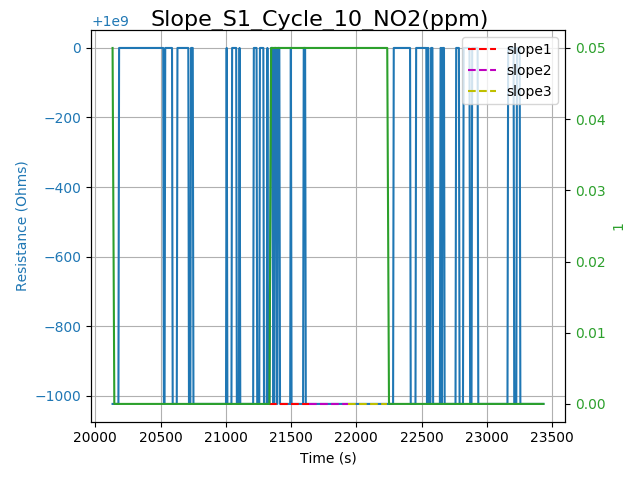 Slope_S1_Cycle_10_NO2(ppm)
+1e9
slope1
slope2
slope3
0
−200
−400
−600
−800
−1000
Resistance (Ohms)
0.05
0.04
0.03
0.02
0.01
0.00
1
20000 20500 21000 21500 22000 22500 23000 23500
Time (s)